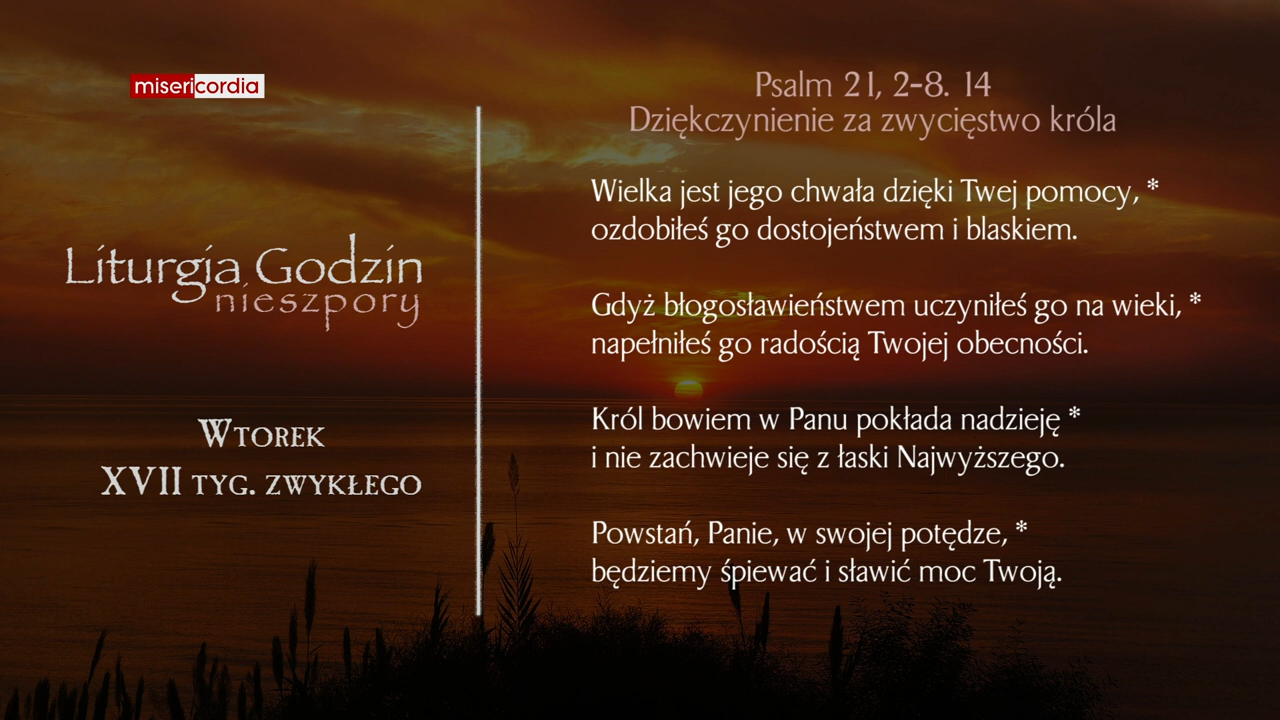 misericordia
Liturgia Godzin
nieszpory
Wtorek
XVII tyg. zwykłego
Psalm 21, 2-8. 14
Dziękczynienie za zwycięstwo króla
Wielka jest jego chwała dzięki Twej pomocy, *
ozdobiłeś go dostojeństwem i blaskiem.
Gdyż błogosławieństwem uczyniłeś go na wieki, *
napełniłeś go radością Twojej obecności.
Król bowiem w Panu pokłada nadzieję *
i nie zachwieje się z łaski Najwyższego.
Powstań, Panie, w swojej potędze, *
będziemy śpiewać i sławić moc Twoją.